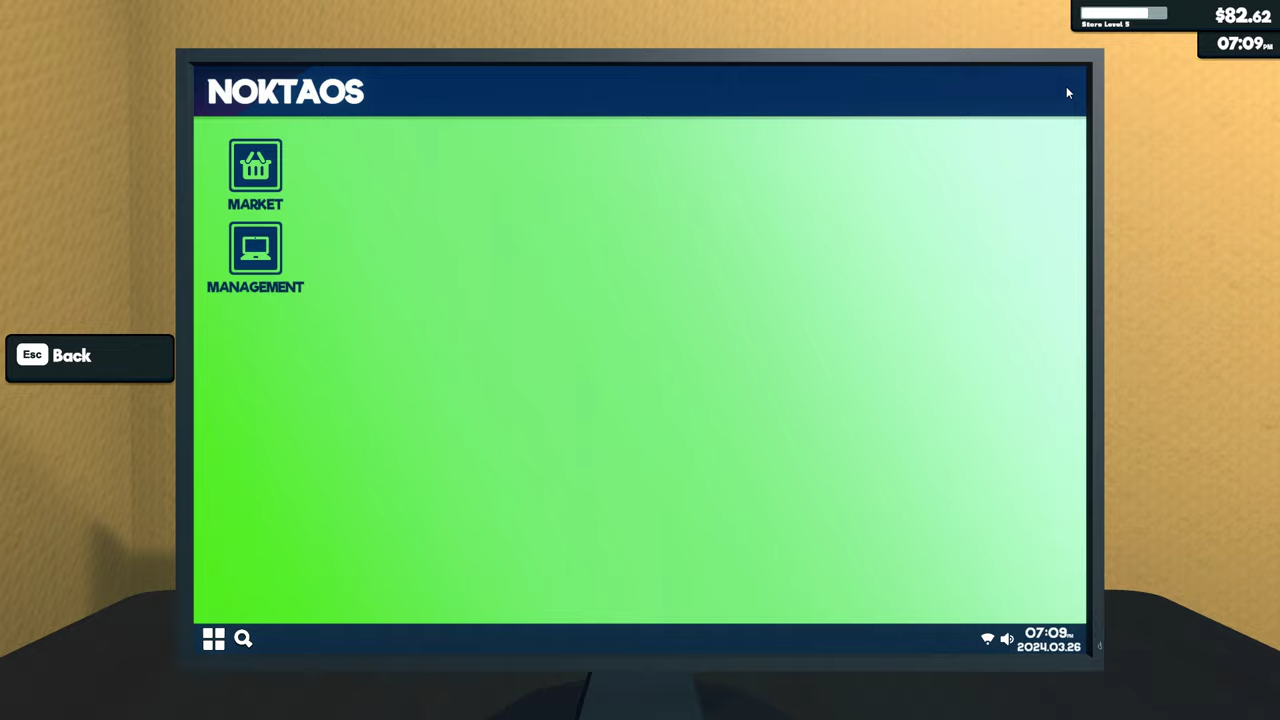 $82.62
Store Level 5
07:09PM
NOKTAOS
MARKET
MANAGEMENT
Esc Back
07:09PM
2024.03.26